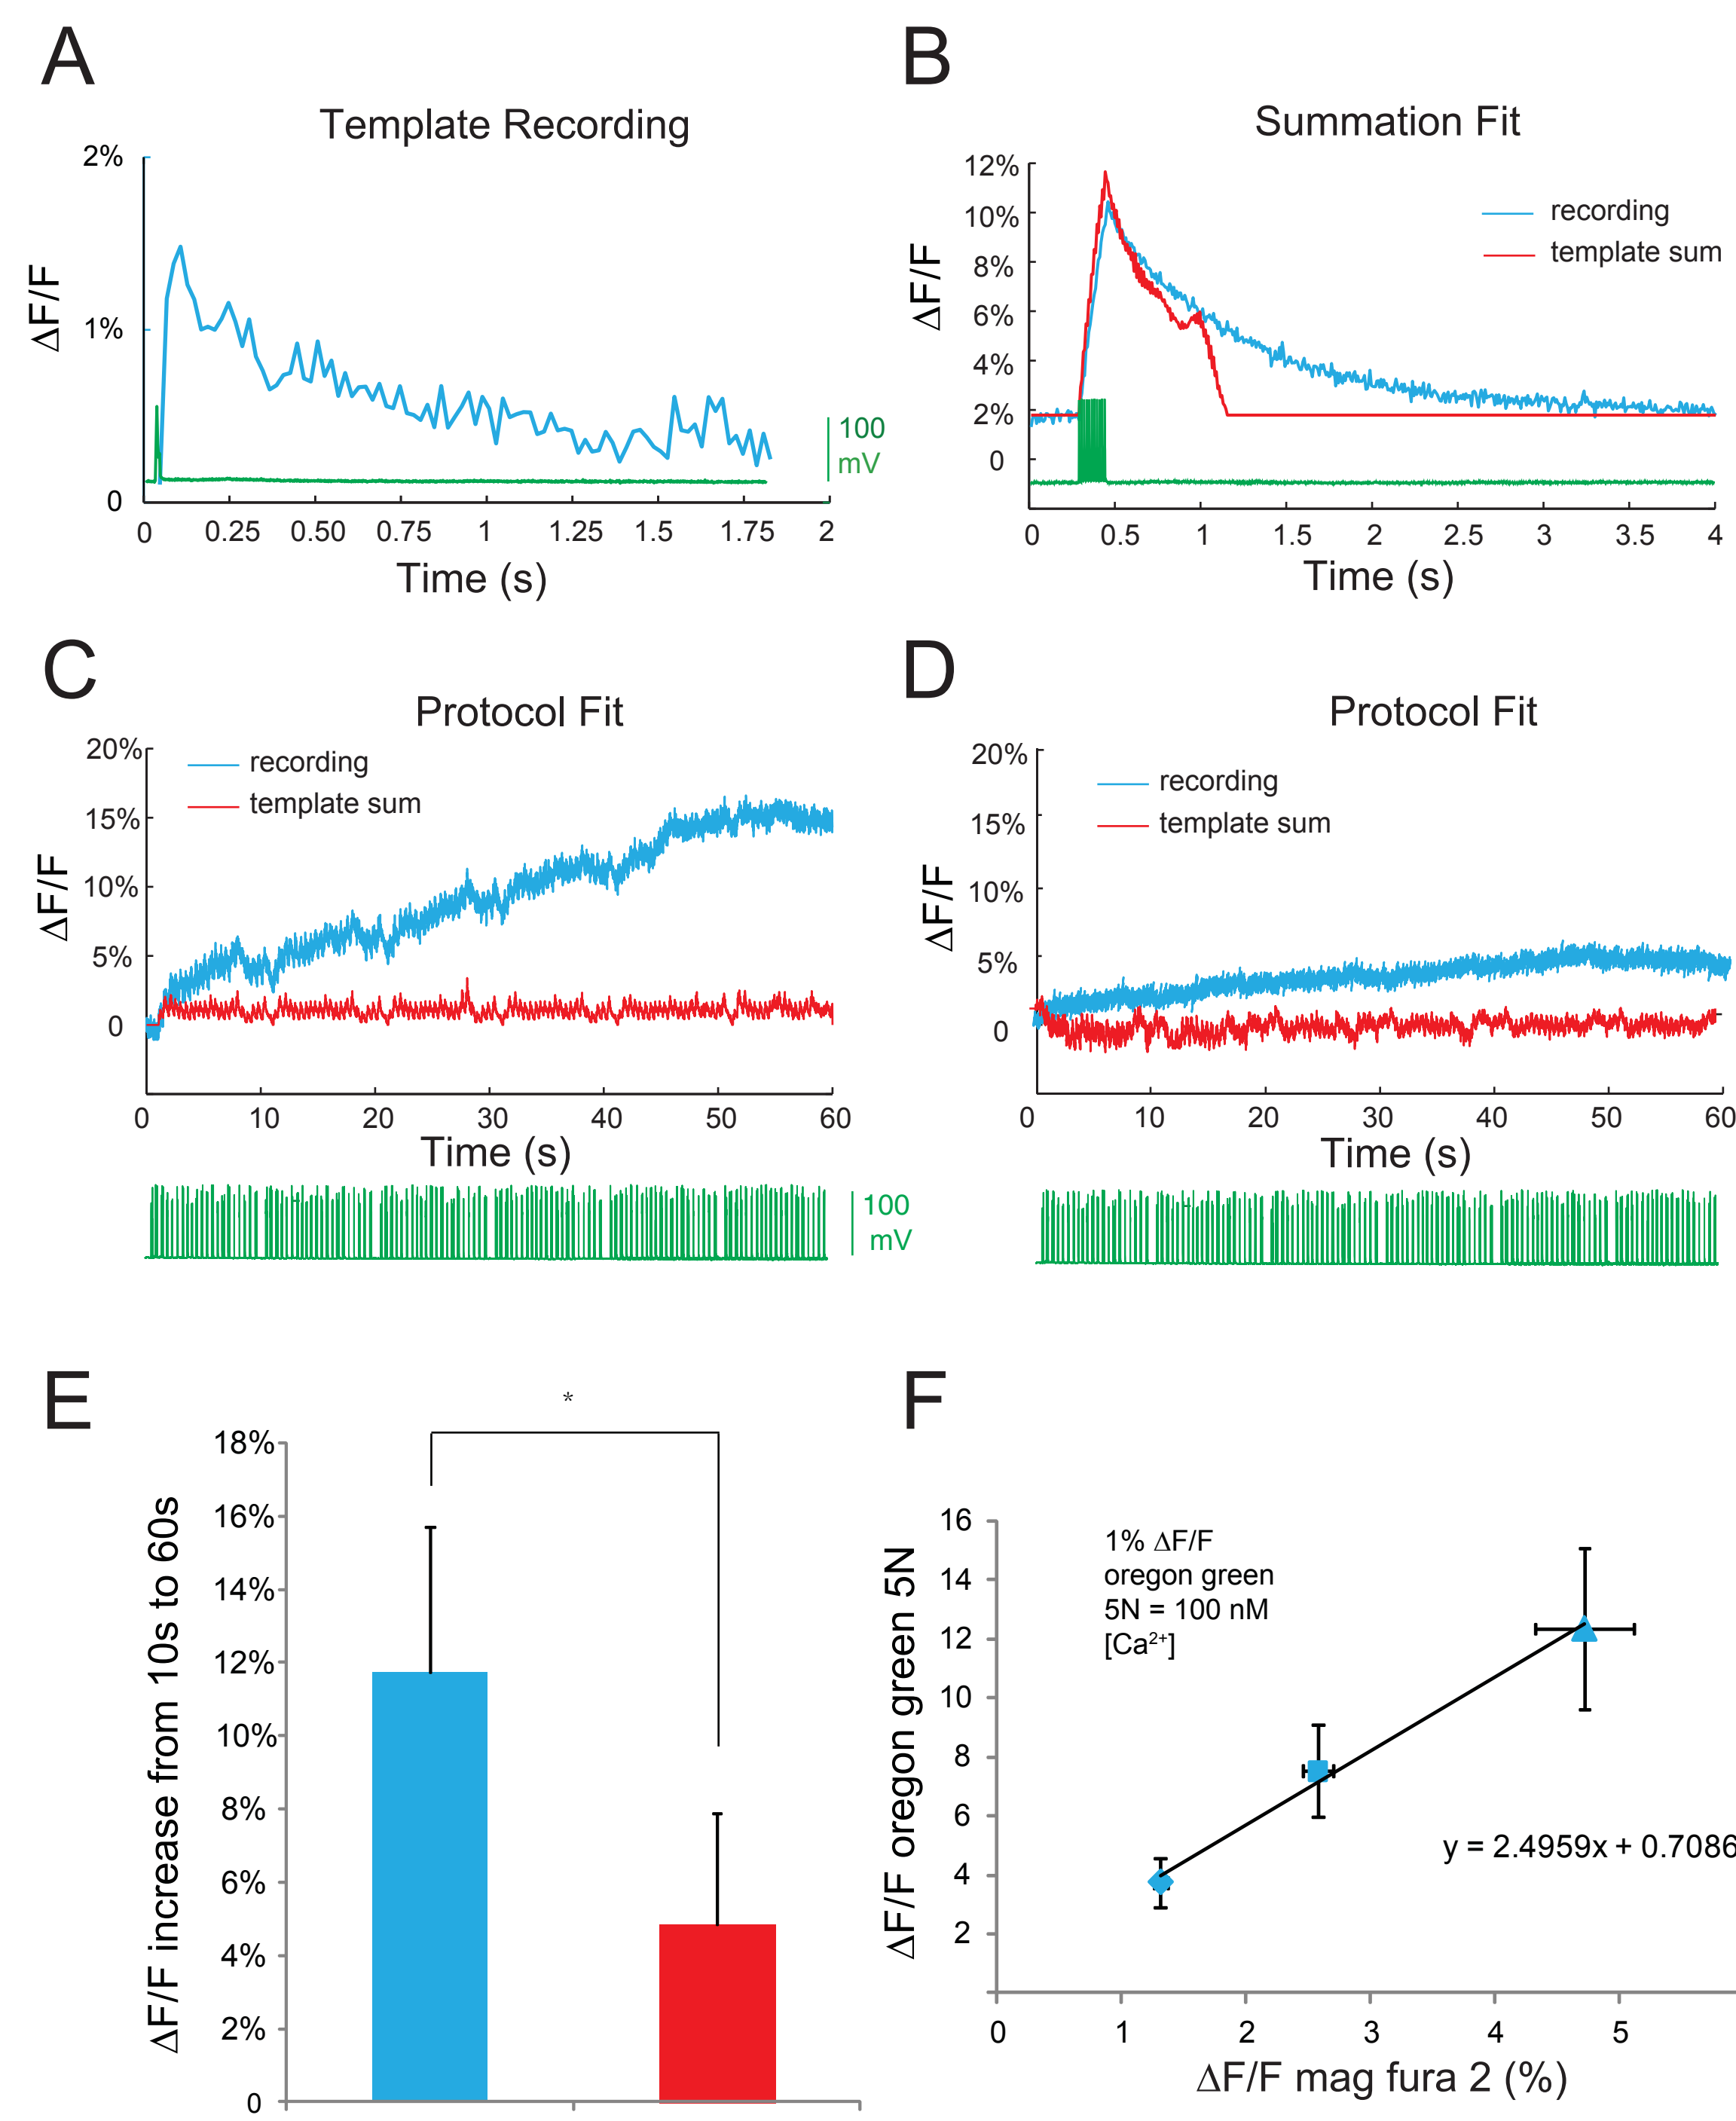 A
Template Recording
2%
1%
0
ΔF/F
100
mV
0 0.25 0.50 0.75 1 1.25 1.5 1.75 2
Time (s)
B
Summation Fit
12%
10%
8%
6%
4%
2%
0
ΔF/F
recording
template sum
0 0.5 1 1.5 2 2.5 3 3.5 4
Time (s)
C
Protocol Fit
20%
15%
10%
5%
0
ΔF/F
recording
template sum
0 10 20 30 40 50 60
Time (s)
100
mV
D
Protocol Fit
20%
15%
10%
5%
0
ΔF/F
recording
template sum
0 10 20 30 40 50 60
Time (s)
E
*
18%
16%
14%
12%
10%
8%
6%
4%
2%
0
ΔF/F increase from 10s to 60s
F
16
14
12
10
8
6
4
2
ΔF/F oregon green 5N
1% ΔF/F
oregon green
5N = 100 nM
[Ca²⁺]
y = 2.4959x + 0.7086
0 1 2 3 4 5
ΔF/F mag fura 2 (%)